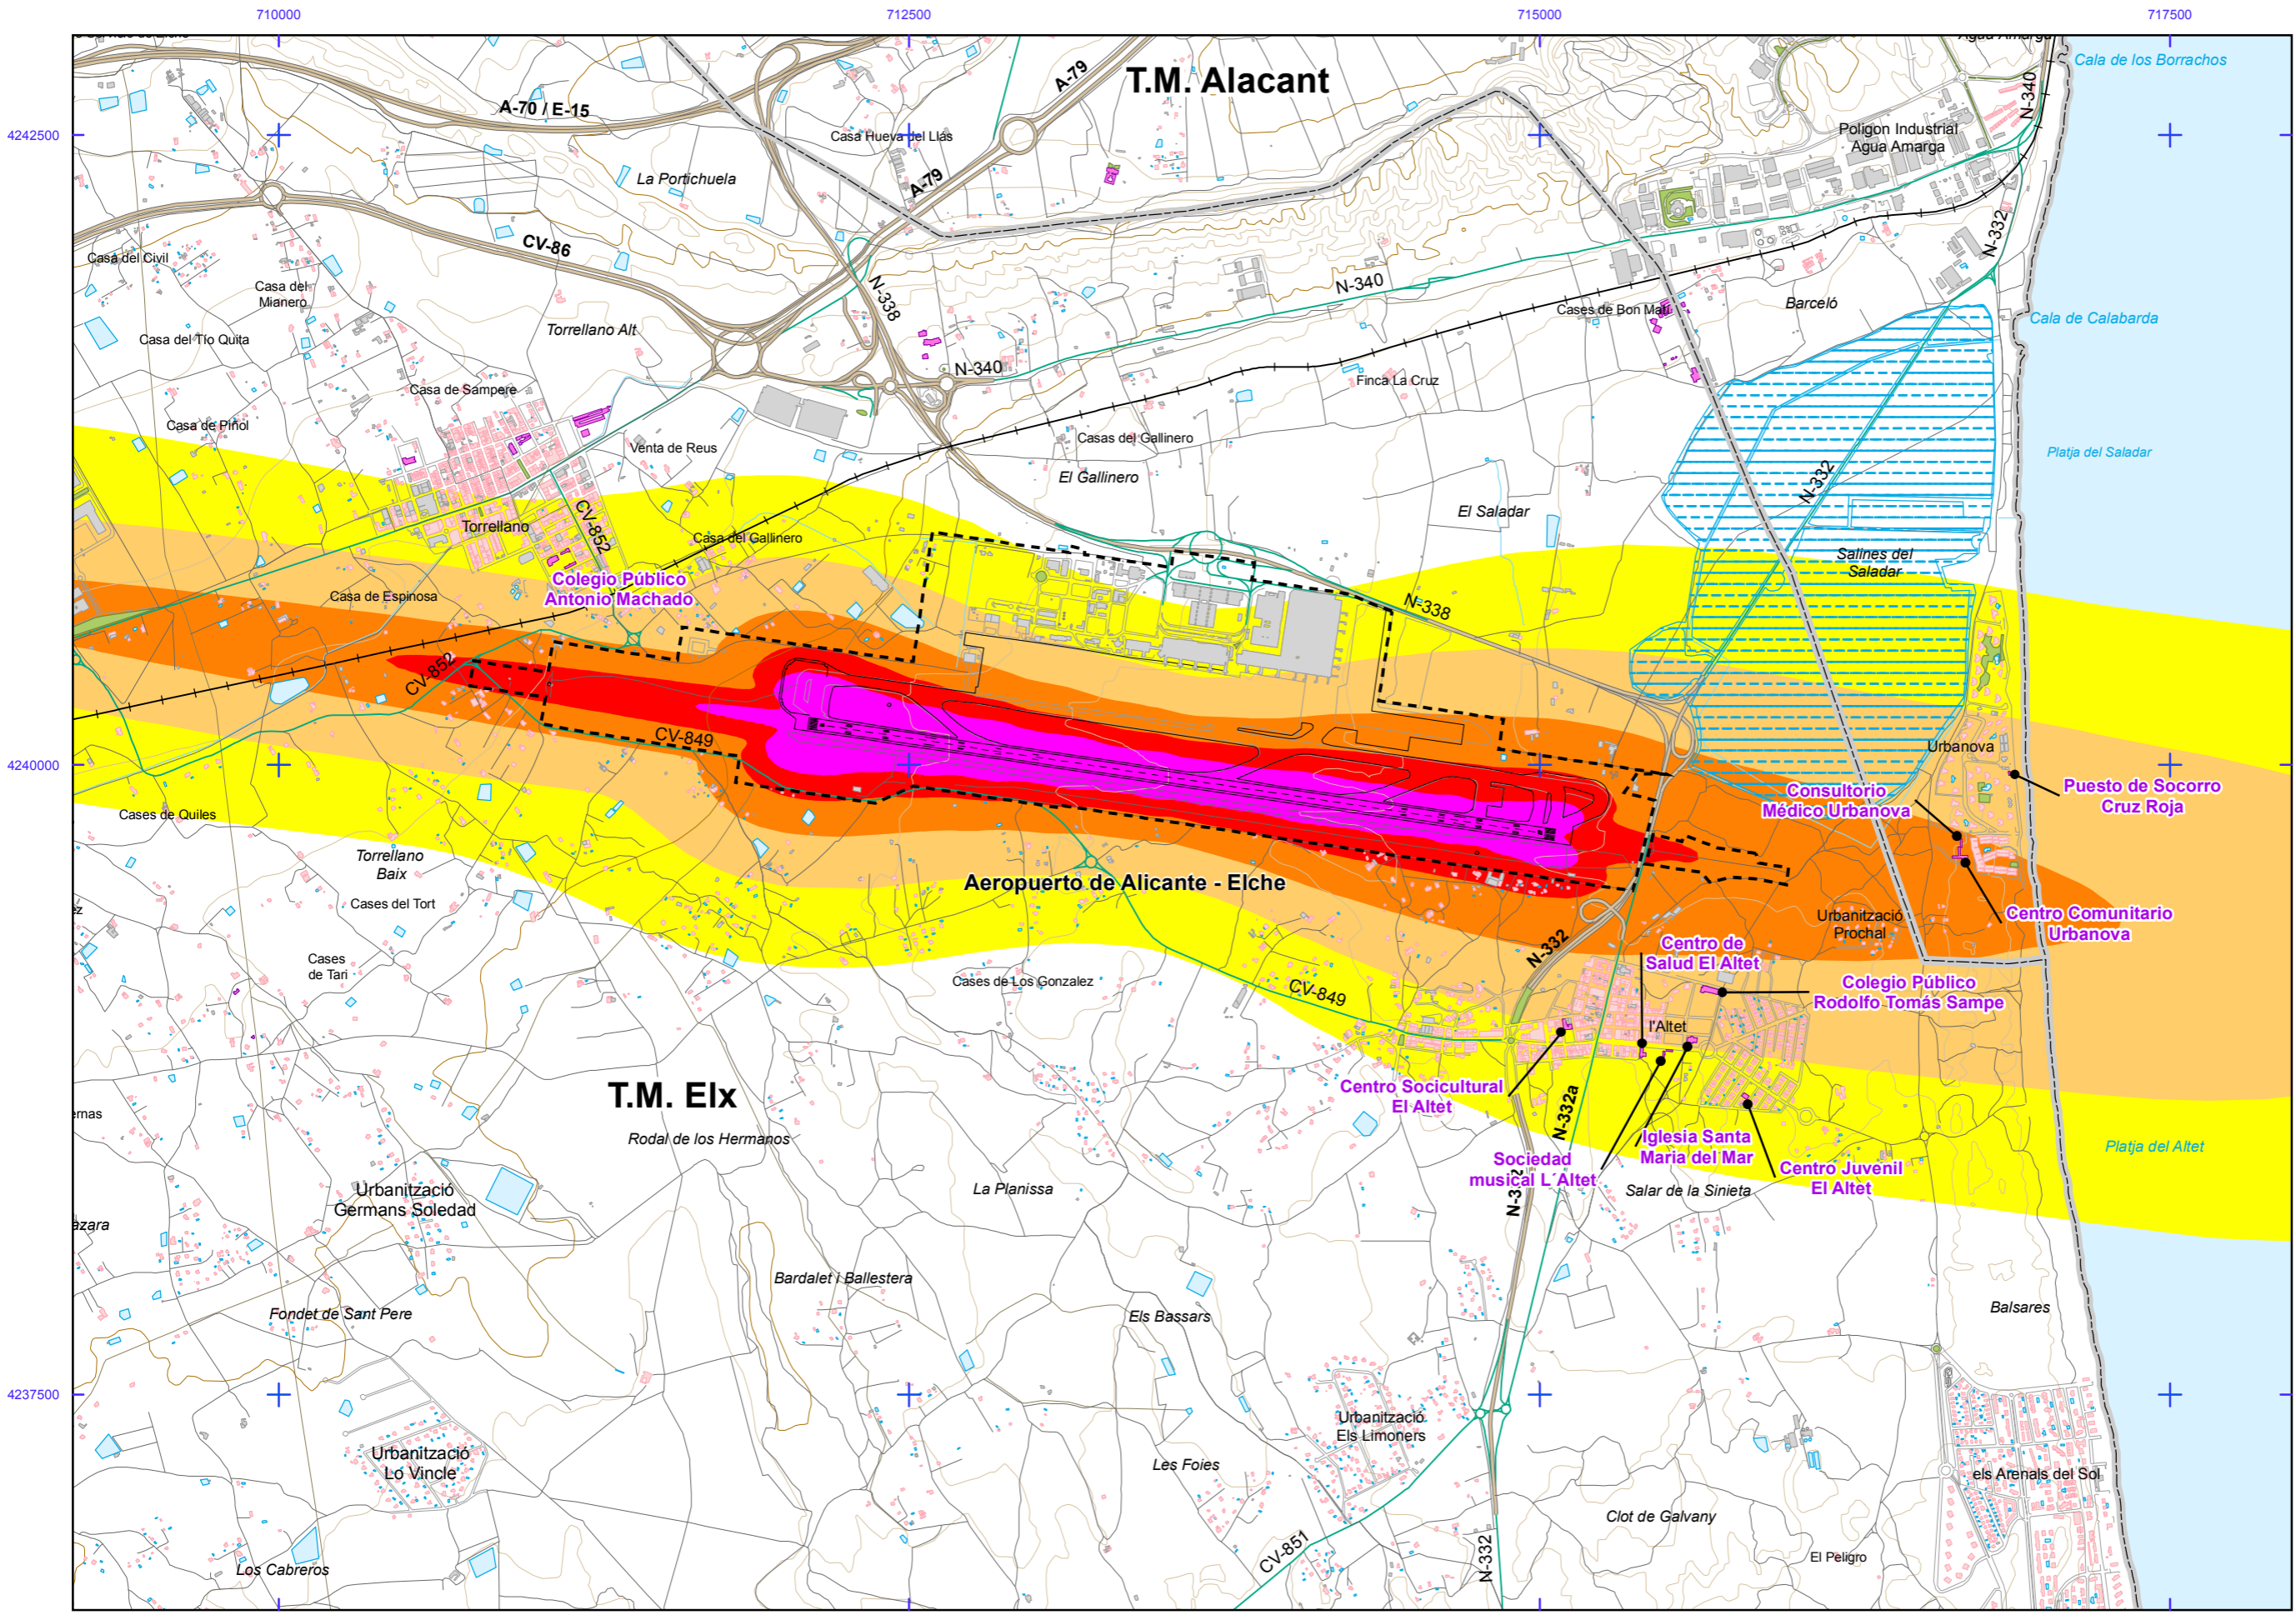 710000
712500
715000
717500
4242500
4240000
4237500
T.M. Alacant
Agua Amarga
Cala de los Borrachos
A-70 / E-15
A-79
N-340
Casa Hueva del Llás
Poligon Industrial
Agua Amarga
La Portichuela
A-79
CV-86
N-332
Casa del Civil
Casa del
Mianero
N-338
N-340
Cases de Bon Matí
Barceló
Cala de Calabarda
Torrellano Alt
Casa del Tío Quita
N-340
Finca La Cruz
Casa de Sampere
Casa de Piñol
Venta de Reus
Casas del Gallinero
El Gallinero
Platja del Saladar
N-332
El Saladar
Torrellano
CV-852
Casa del Gallinero
Salines del
Saladar
Colegio Público
Antonio Machado
Casa de Espinosa
N-338
CV-852
CV-849
Urbanova
Puesto de Socorro
Cruz Roja
Consultorio
Médico Urbanova
Cases de Quiles
Torrellano
Baix
Aeropuerto de Alicante - Elche
Cases del Tort
Urbanització
Prochal
Centro Comunitario
Urbanova
N-332
Centro de
Salud El Altet
Cases
de Tari
Cases de Los Gonzalez
CV-849
Colegio Público
Rodolfo Tomás Sampe
l'Altet
T.M. Elx
Centro Socicultural
El Altet
N-332a
Rodal de los Hermanos
Iglesia Santa
Maria del Mar
Platja del Altet
Sociedad
musical L´Altet
Centro Juvenil
El Altet
N-332
La Planissa
Salar de la Sinieta
Urbanització
Germans Soledad
Bardalet i Ballestera
Fondet de Sant Pere
Els Bassars
Balsares
Urbanització
Els Limoners
Urbanització
Lo Vincle
Les Foies
els Arenals del Sol
Clot de Galvany
CV-851
N-332
El Peligro
Los Cabreros